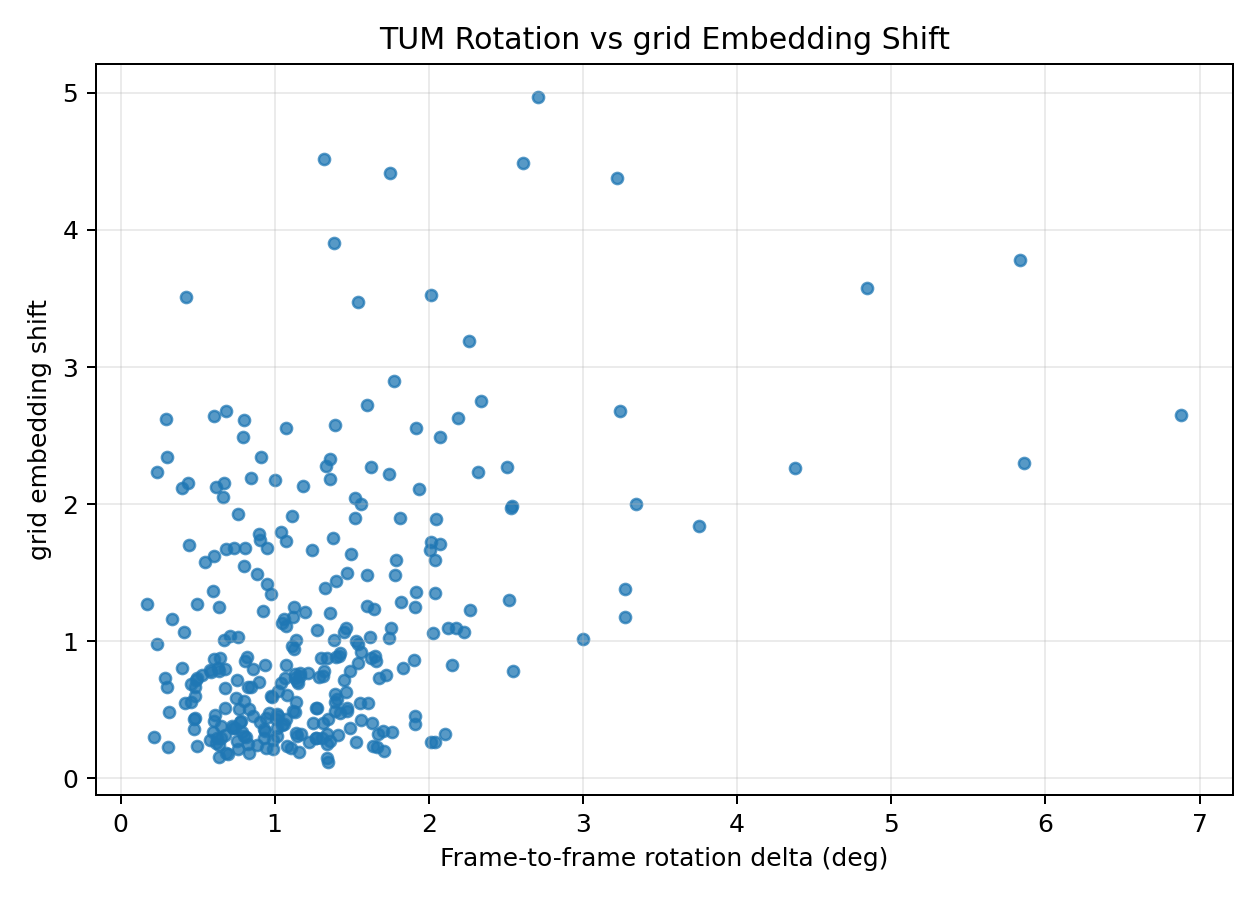 TUM Rotation vs grid Embedding Shift
5
4
3
2
1
0
grid embedding shift
0 1 2 3 4 5 6 7
Frame-to-frame rotation delta (deg)